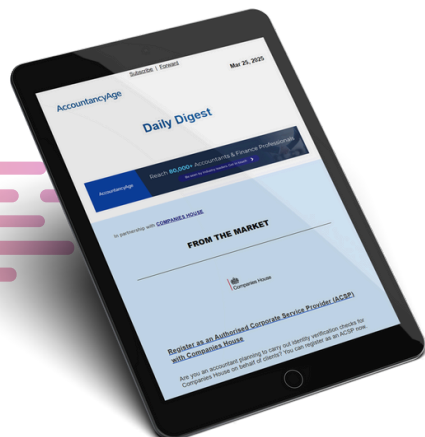 Subscribe | Forward
Mar 25, 2025
AccountancyAge
Daily Digest
AccountancyAge
Reach 80,000+ Accountants & Finance Professionals
In partnership with COMPANIES HOUSE
FROM THE MARKET
Companies House
Register as an Authorised Corporate Service Provider (ACSP)
with Companies House
Are you an accountant planning to carry out identity verification checks for
Companies House on behalf of clients? You can register as an ACSP now.